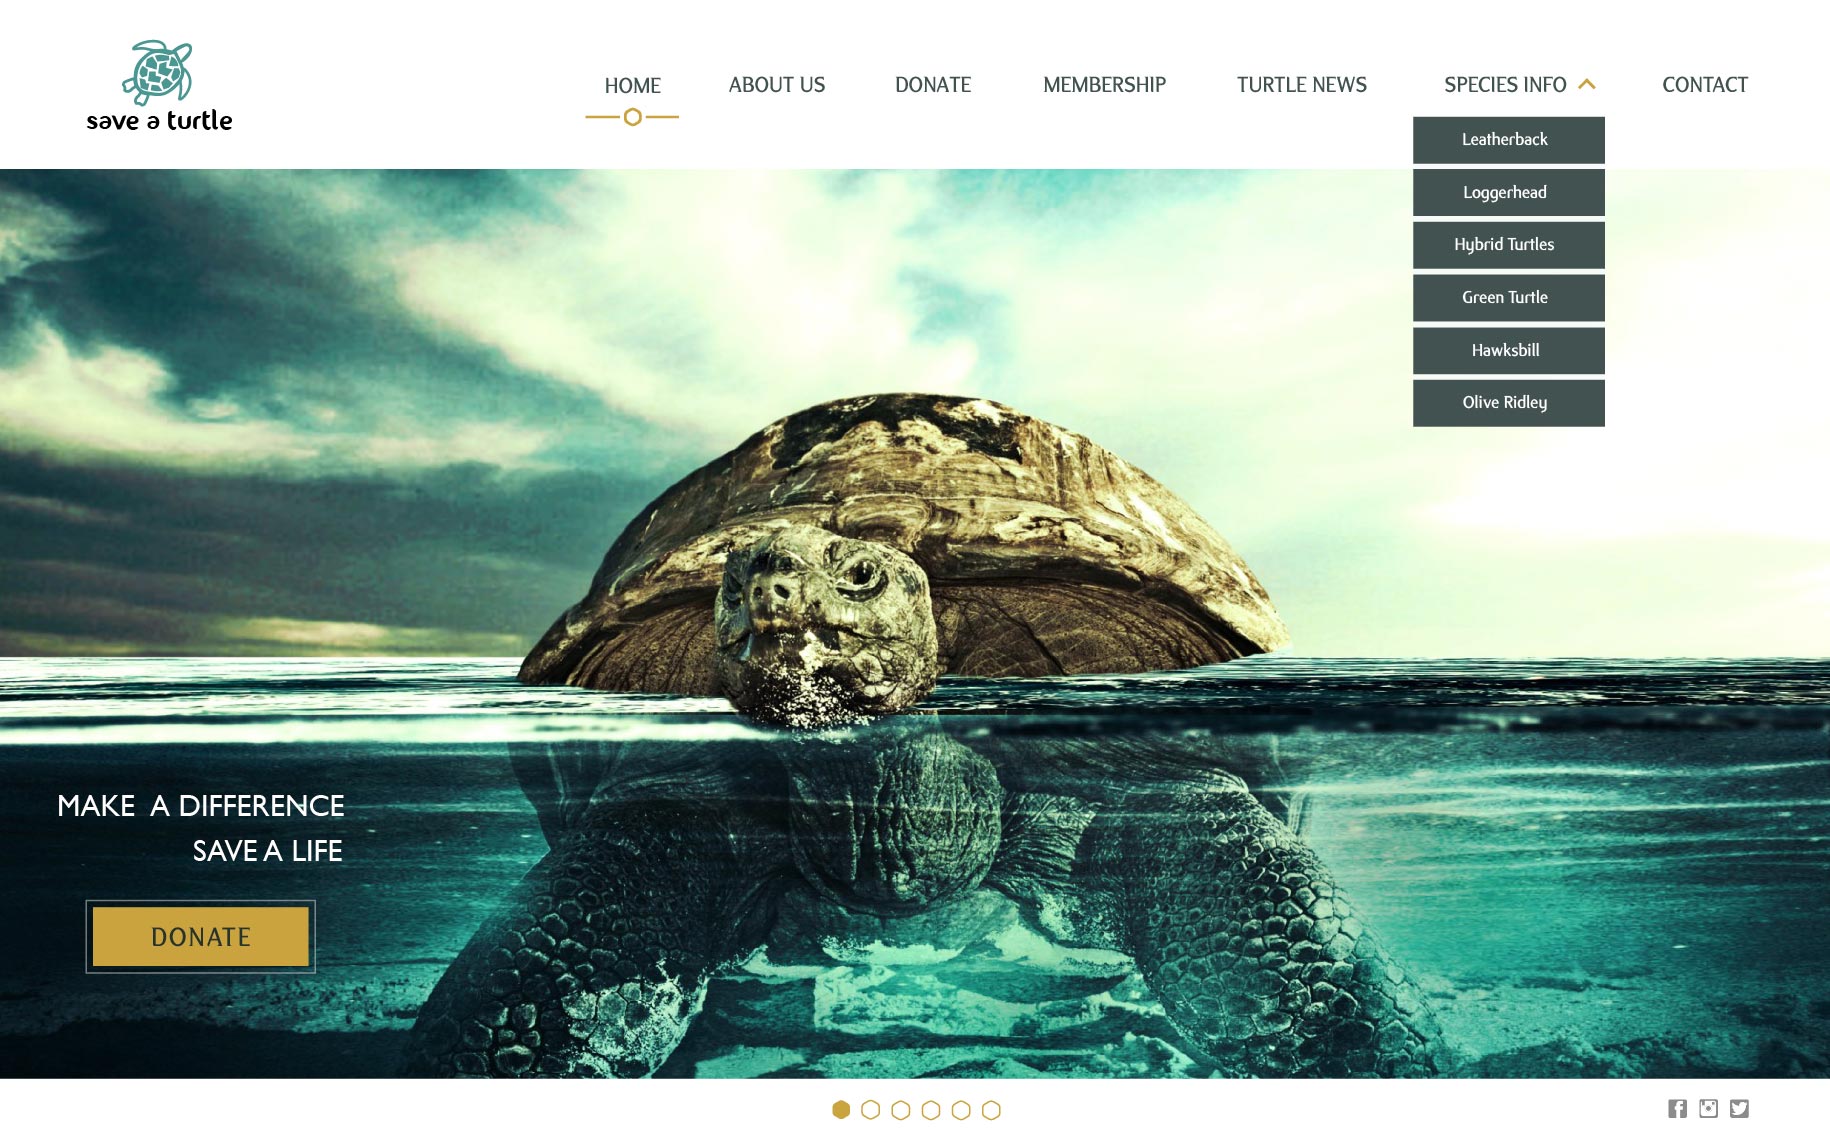 save a turtle
HOME
ABOUT US
DONATE
MEMBERSHIP
TURTLE NEWS
SPECIES INFO
CONTACT
Leatherback
Loggerhead
Hybrid Turtles
Green Turtle
Hawksbill
Olive Ridley
MAKE A DIFFERENCE
SAVE A LIFE
DONATE